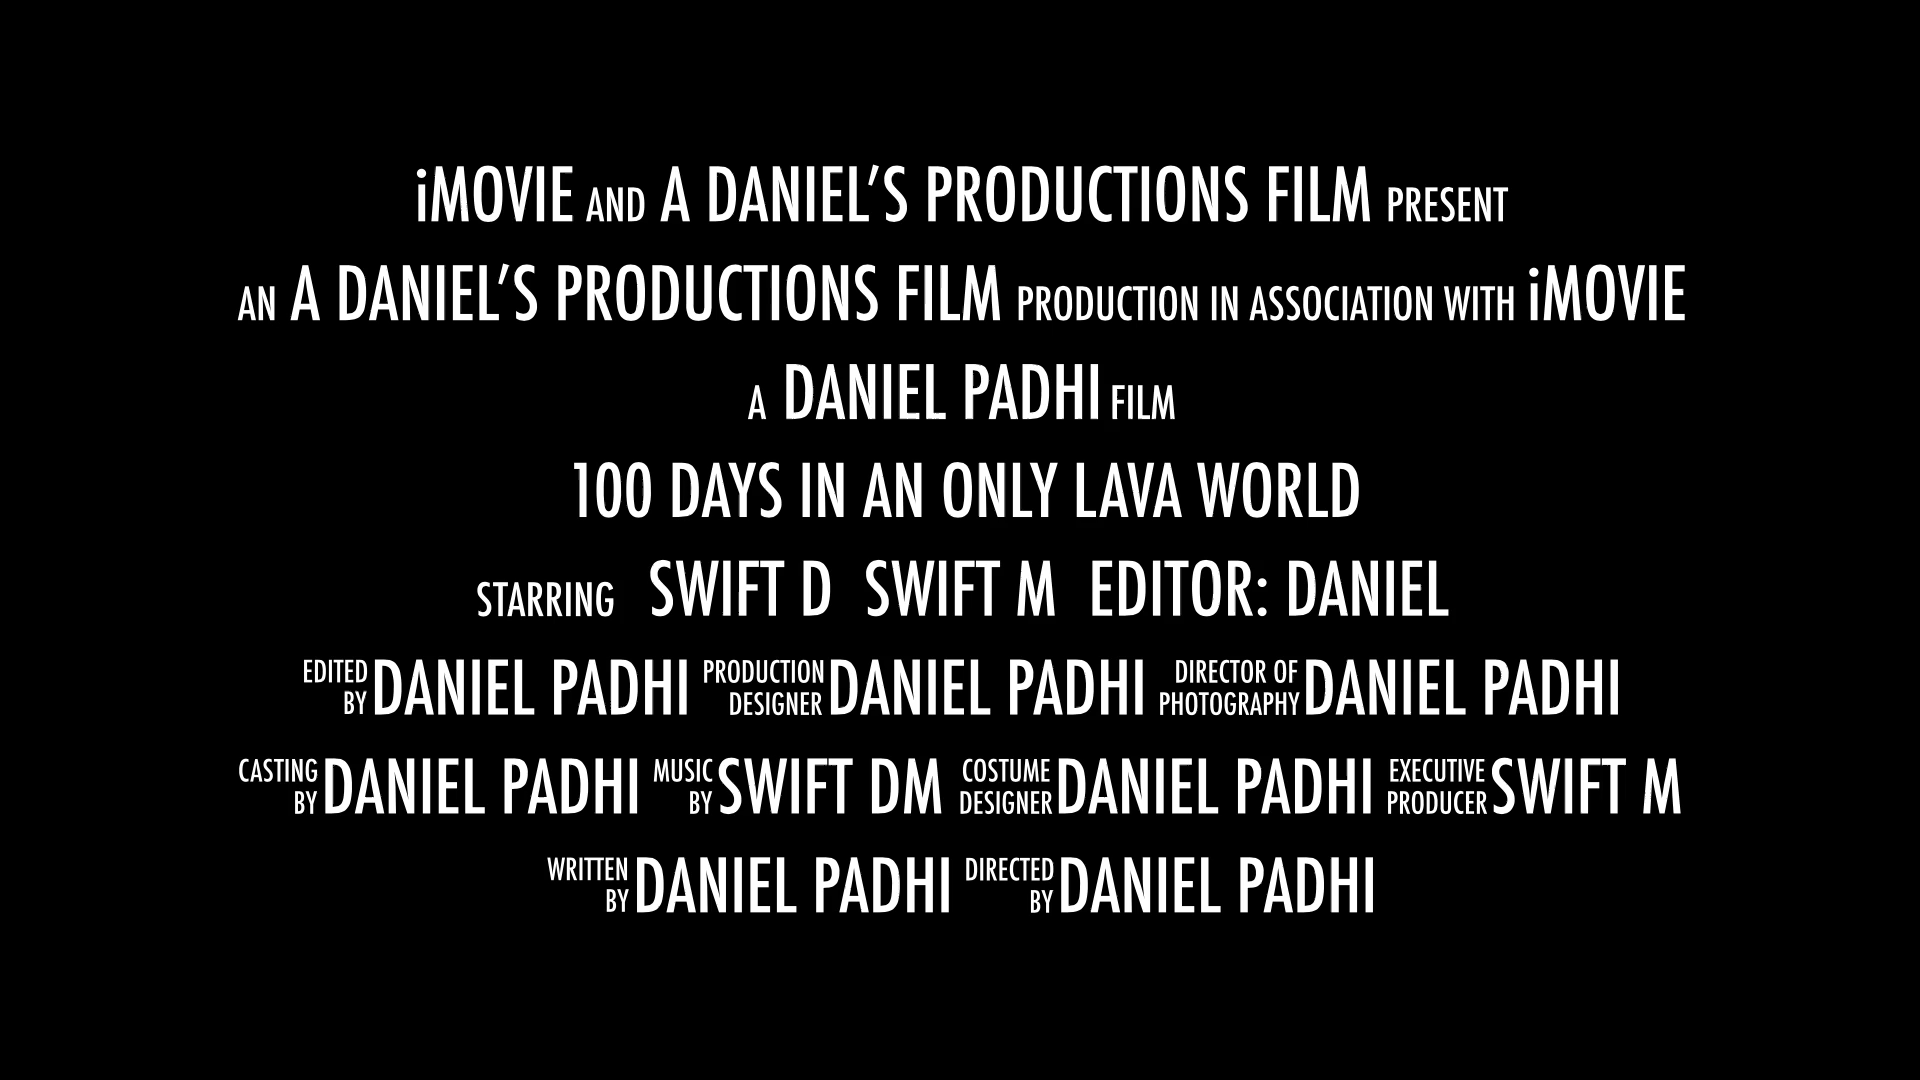 iMOVIE AND A DANIEL'S PRODUCTIONS FILM PRESENT
AN A DANIEL'S PRODUCTIONS FILM PRODUCTION IN ASSOCIATION WITH iMOVIE
A DANIEL PADHI FILM
100 DAYS IN AN ONLY LAVA WORLD
STARRING SWIFT D SWIFT M EDITOR: DANIEL
EDITED BY DANIEL PADHI PRODUCTION DESIGNER DANIEL PADHI DIRECTOR OF PHOTOGRAPHY DANIEL PADHI
CASTING BY DANIEL PADHI MUSIC BY SWIFT DM COSTUME DESIGNER DANIEL PADHI EXECUTIVE PRODUCER SWIFT M
WRITTEN BY DANIEL PADHI DIRECTED BY DANIEL PADHI